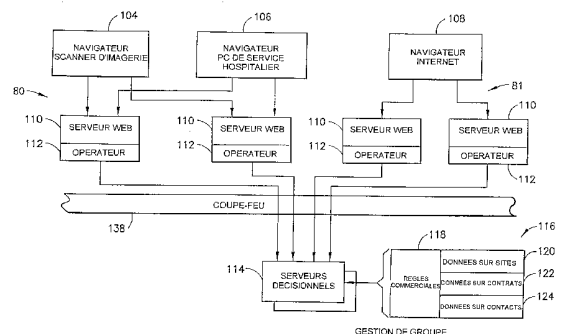 104
106
108
NAVIGATEUR
SCANNER D'IMAGERIE
NAVIGATEUR
PC DE SERVICE
HOSPITALIER
NAVIGATEUR
INTERNET
80
81
110
SERVEUR WEB
112
OPERATEUR
110
SERVEUR WEB
112
OPERATEUR
110
SERVEUR WEB
112
OPERATEUR
110
SERVEUR WEB
OPERATEUR
112
COUPE-FEU
138
116
118
120
114
SERVEURS
DECISIONNELS
REGLES
COMMERCIALES
DONNEES SUR SITES
122
DONNEES SUR CONTRATS
124
DONNEES SUR CONTACTS
GESTION DE GROUPE